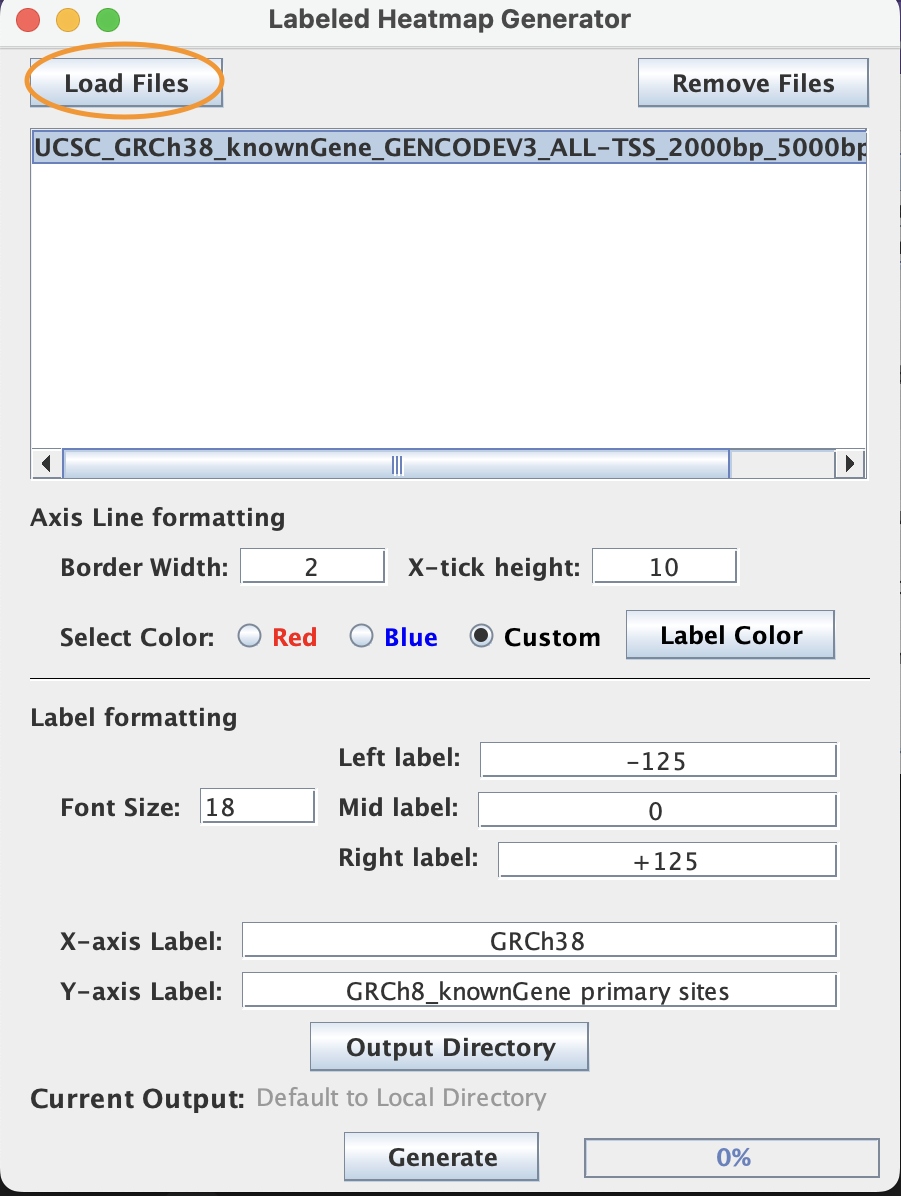 Labeled Heatmap Generator
Load Files Remove Files
UCSC_GRCh38_knownGene_GENCODEV3_ALL-TSS_2000bp_5000bp
Axis Line formatting
Border Width: 2 X-tick height: 10
Select Color: Red Blue Custom Label Color
Label formatting
Left label: -125
Font Size: 18 Mid label: 0
Right label: +125
X-axis Label: GRCh38
Y-axis Label: GRCh8_knownGene primary sites
Output Directory
Current Output: Default to Local Directory
Generate 0%